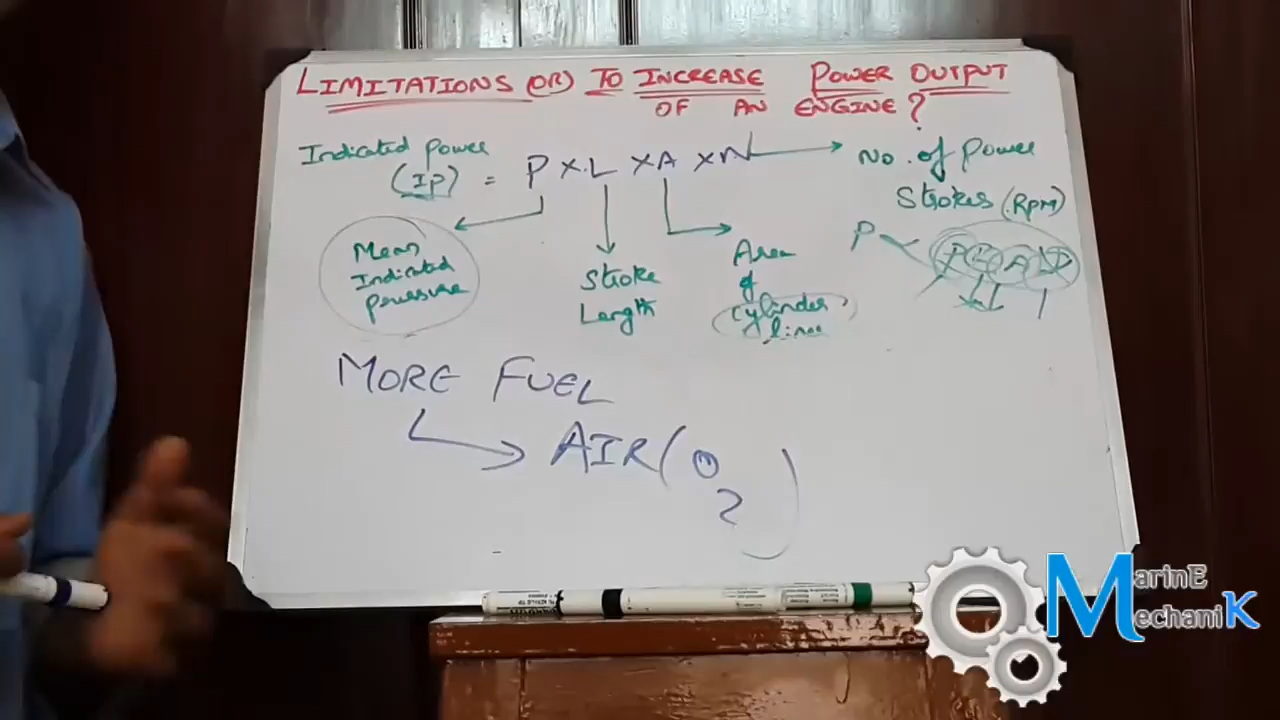 LIMITATIONS (OR) TO INCREASE POWER OUTPUT
OF AN ENGINE?
Indicated power
(IP) = P x L x A x N
No. of Power
Strokes (Rpm)
Mean
Indicated
pressure
Stroke
Length
Area
of
cylinder
liner
P ∝ P L A N
L
MORE FUEL
AIR (O2)
MarinE
MechaniK